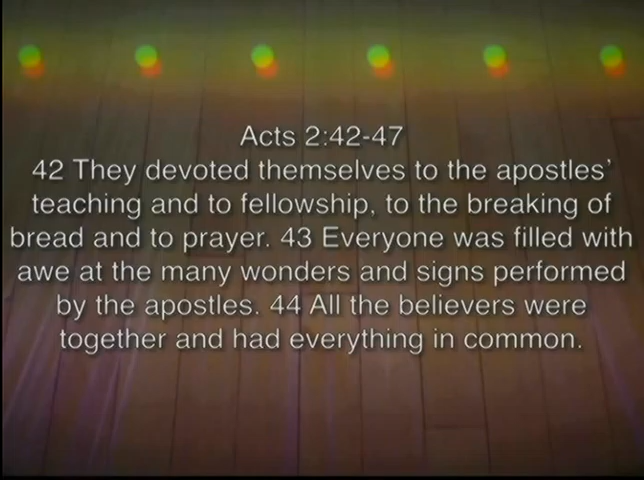 Acts 2:42-47
42 They devoted themselves to the apostles’
teaching and to fellowship, to the breaking of
bread and to prayer. 43 Everyone was filled with
awe at the many wonders and signs performed
by the apostles. 44 All the believers were
together and had everything in common.